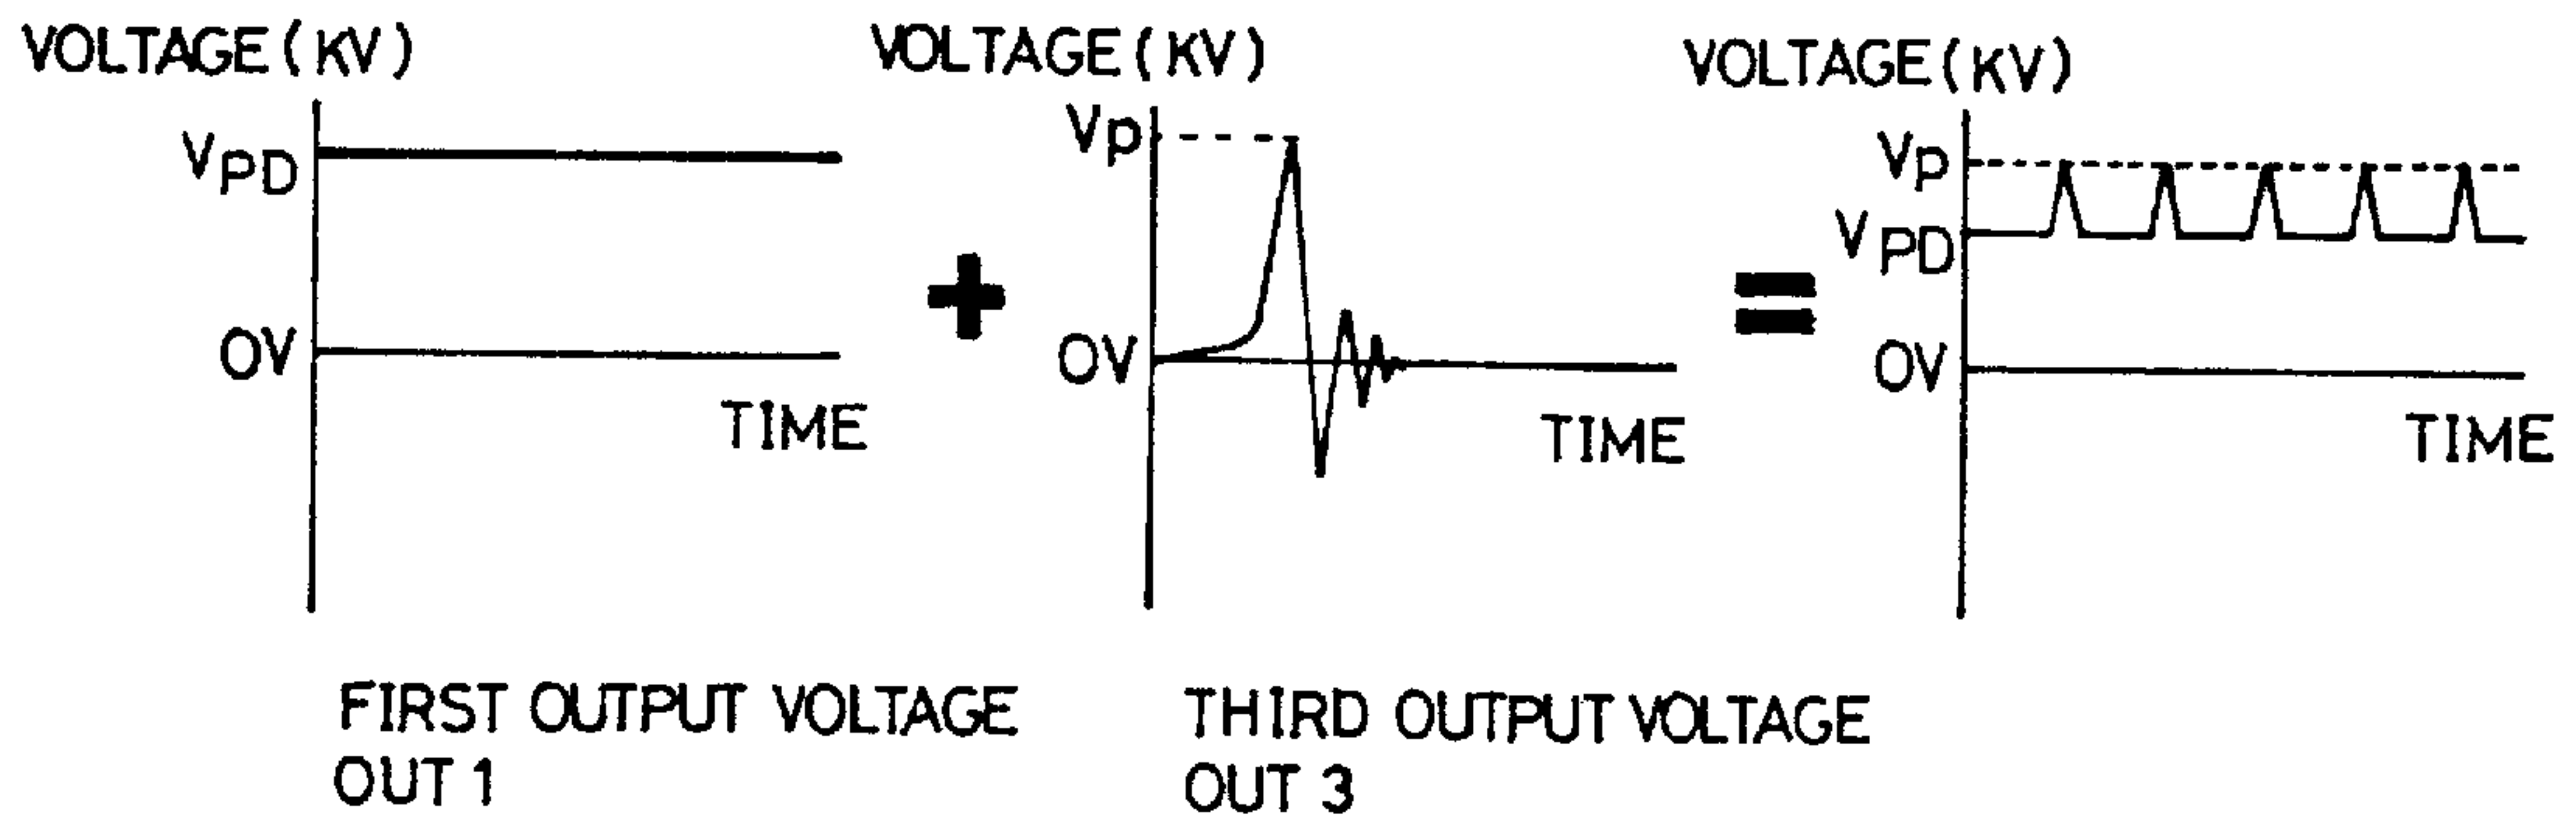 VOLTAGE(KV)
VPD
0V
TIME
FIRST OUTPUT VOLTAGE
OUT 1
+
VOLTAGE(KV)
Vp
0V
TIME
THIRD OUTPUT VOLTAGE
OUT 3
=
VOLTAGE(KV)
Vp
VPD
0V
TIME